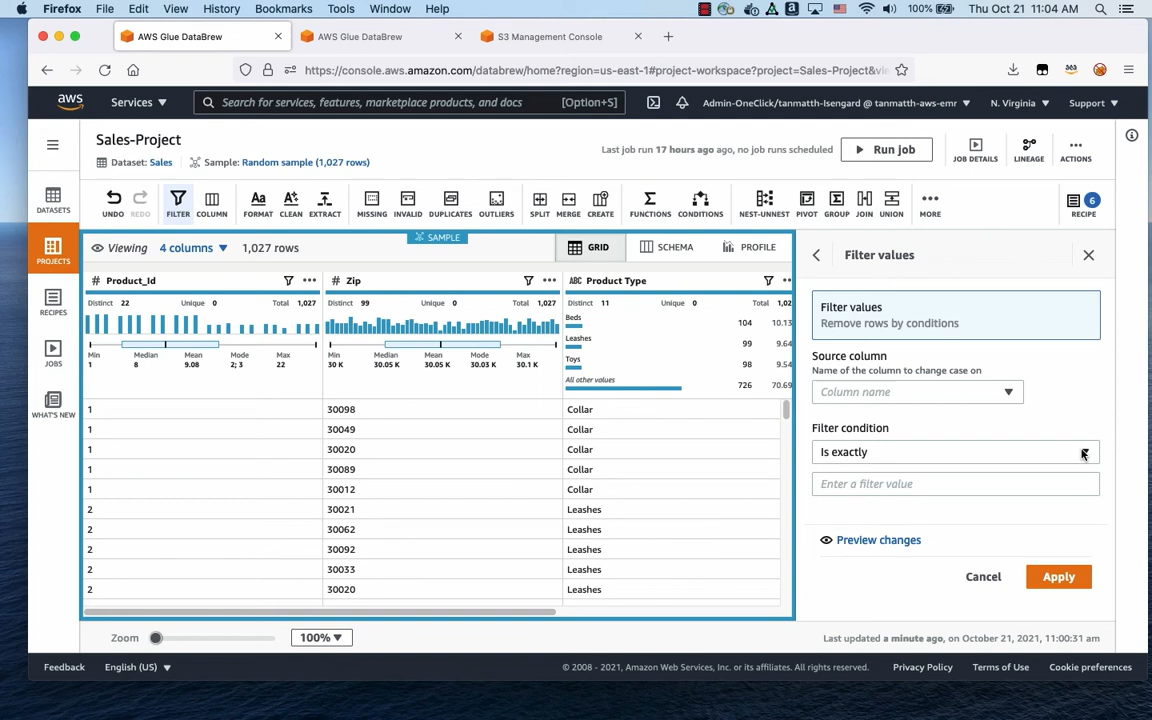 Firefox File Edit View History Bookmarks Tools Window Help 100% Thu Oct 21 11:04 AM
AWS Glue DataBrew AWS Glue DataBrew S3 Management Console
https://console.aws.amazon.com/databrew/home?region=us-east-1#project-workspace?project=Sales-Project&vie
aws Services Search for services, features, marketplace products, and docs [Option+S] Admin-OneClick/tanmatth-Isengard @ tanmatth-aws-emr N. Virginia Support
Sales-Project
Dataset: Sales Sample: Random sample (1,027 rows)
Last job run 17 hours ago ago, no job runs scheduled Run job JOB DETAILS LINEAGE ACTIONS
DATASETS
PROJECTS
RECIPES
JOBS
WHAT'S NEW
UNDO REDO FILTER COLUMN FORMAT CLEAN EXTRACT MISSING INVALID DUPLICATES OUTLIERS SPLIT MERGE CREATE FUNCTIONS CONDITIONS NEST-UNNEST PIVOT GROUP JOIN UNION MORE RECIPE 6
SAMPLE
Viewing 4 columns 1,027 rows GRID SCHEMA PROFILE
# Product_Id # Zip ABC Product Type
Distinct 22 Unique 0 Total 1,027 Distinct 99 Unique 0 Total 1,027 Distinct 11 Unique 0 Total 1,02
Beds 104 10.13
Leashes 99 9.64
Toys 98 9.54
All other values 726 70.69
Min Median Mean Mode Max Min Median Mean Mode Max
1 8 9.08 2; 3 22 30 K 30.05 K 30.05 K 30.03 K 30.1 K
1 30098 Collar
1 30049 Collar
1 30020 Collar
1 30089 Collar
1 30012 Collar
2 30021 Leashes
2 30062 Leashes
2 30092 Leashes
2 30033 Leashes
2 30020 Leashes
Filter values
Filter values
Remove rows by conditions
Source column
Name of the column to change case on
Column name
Filter condition
Is exactly
Enter a filter value
Preview changes
Cancel Apply
Zoom 100% Last updated a minute ago, on October 21, 2021, 11:00:31 am
Feedback English (US) © 2008 - 2021, Amazon Web Services, Inc. or its affiliates. All rights reserved. Privacy Policy Terms of Use Cookie preferences